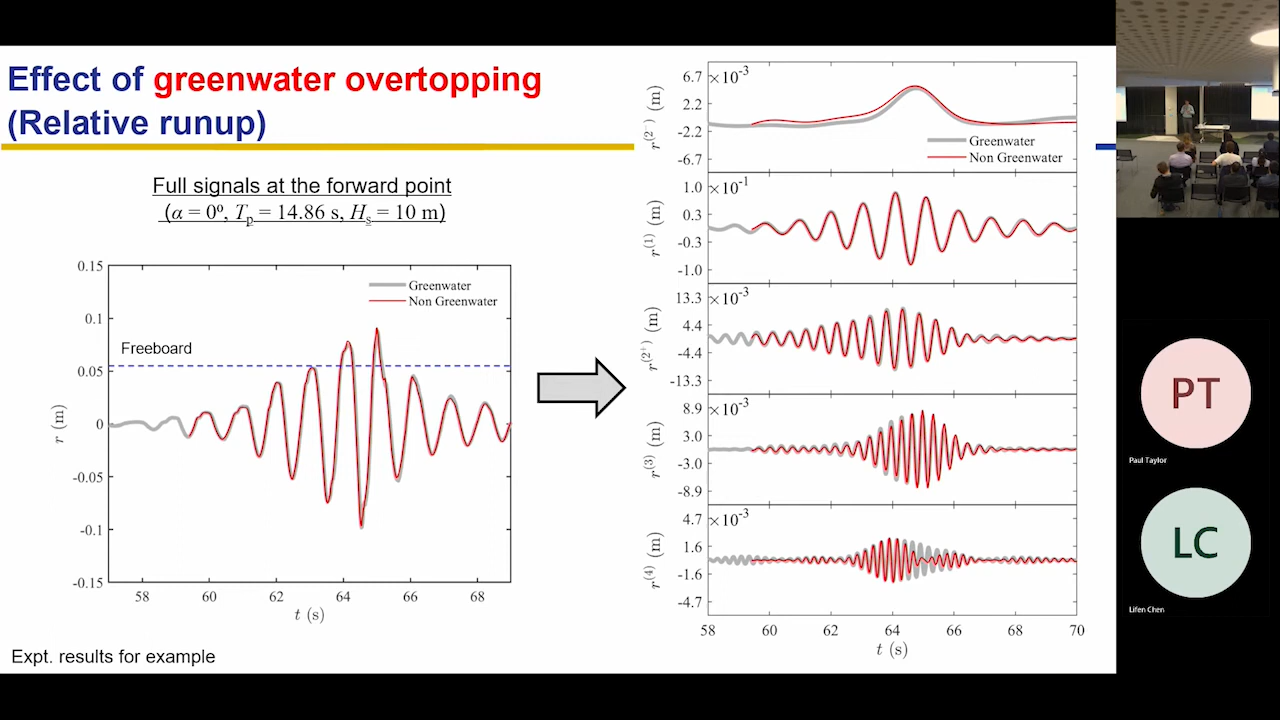 Effect of greenwater overtopping
(Relative runup)
Full signals at the forward point
(α = 0º, Tp = 14.86 s, Hs = 10 m)
0.15
0.1
0.05
0
-0.05
-0.1
-0.15
Greenwater
Non Greenwater
Freeboard
r (m)
58 60 62 64 66 68
t (s)
Expt. results for example
6.7 ×10⁻³
2.2
-2.2
-6.7
r⁽²⁻⁾ (m)
Greenwater
Non Greenwater
1.0 ×10⁻¹
0.3
-0.3
-1.0
r⁽¹⁾ (m)
13.3 ×10⁻³
4.4
-4.4
-13.3
r⁽²⁺⁾ (m)
8.9 ×10⁻³
3.0
-3.0
-8.9
r⁽³⁾ (m)
4.7 ×10⁻³
1.6
-1.6
-4.7
r⁽⁴⁾ (m)
58 60 62 64 66 68 70
t (s)
PT
Paul Taylor
LC
Lifen Chen